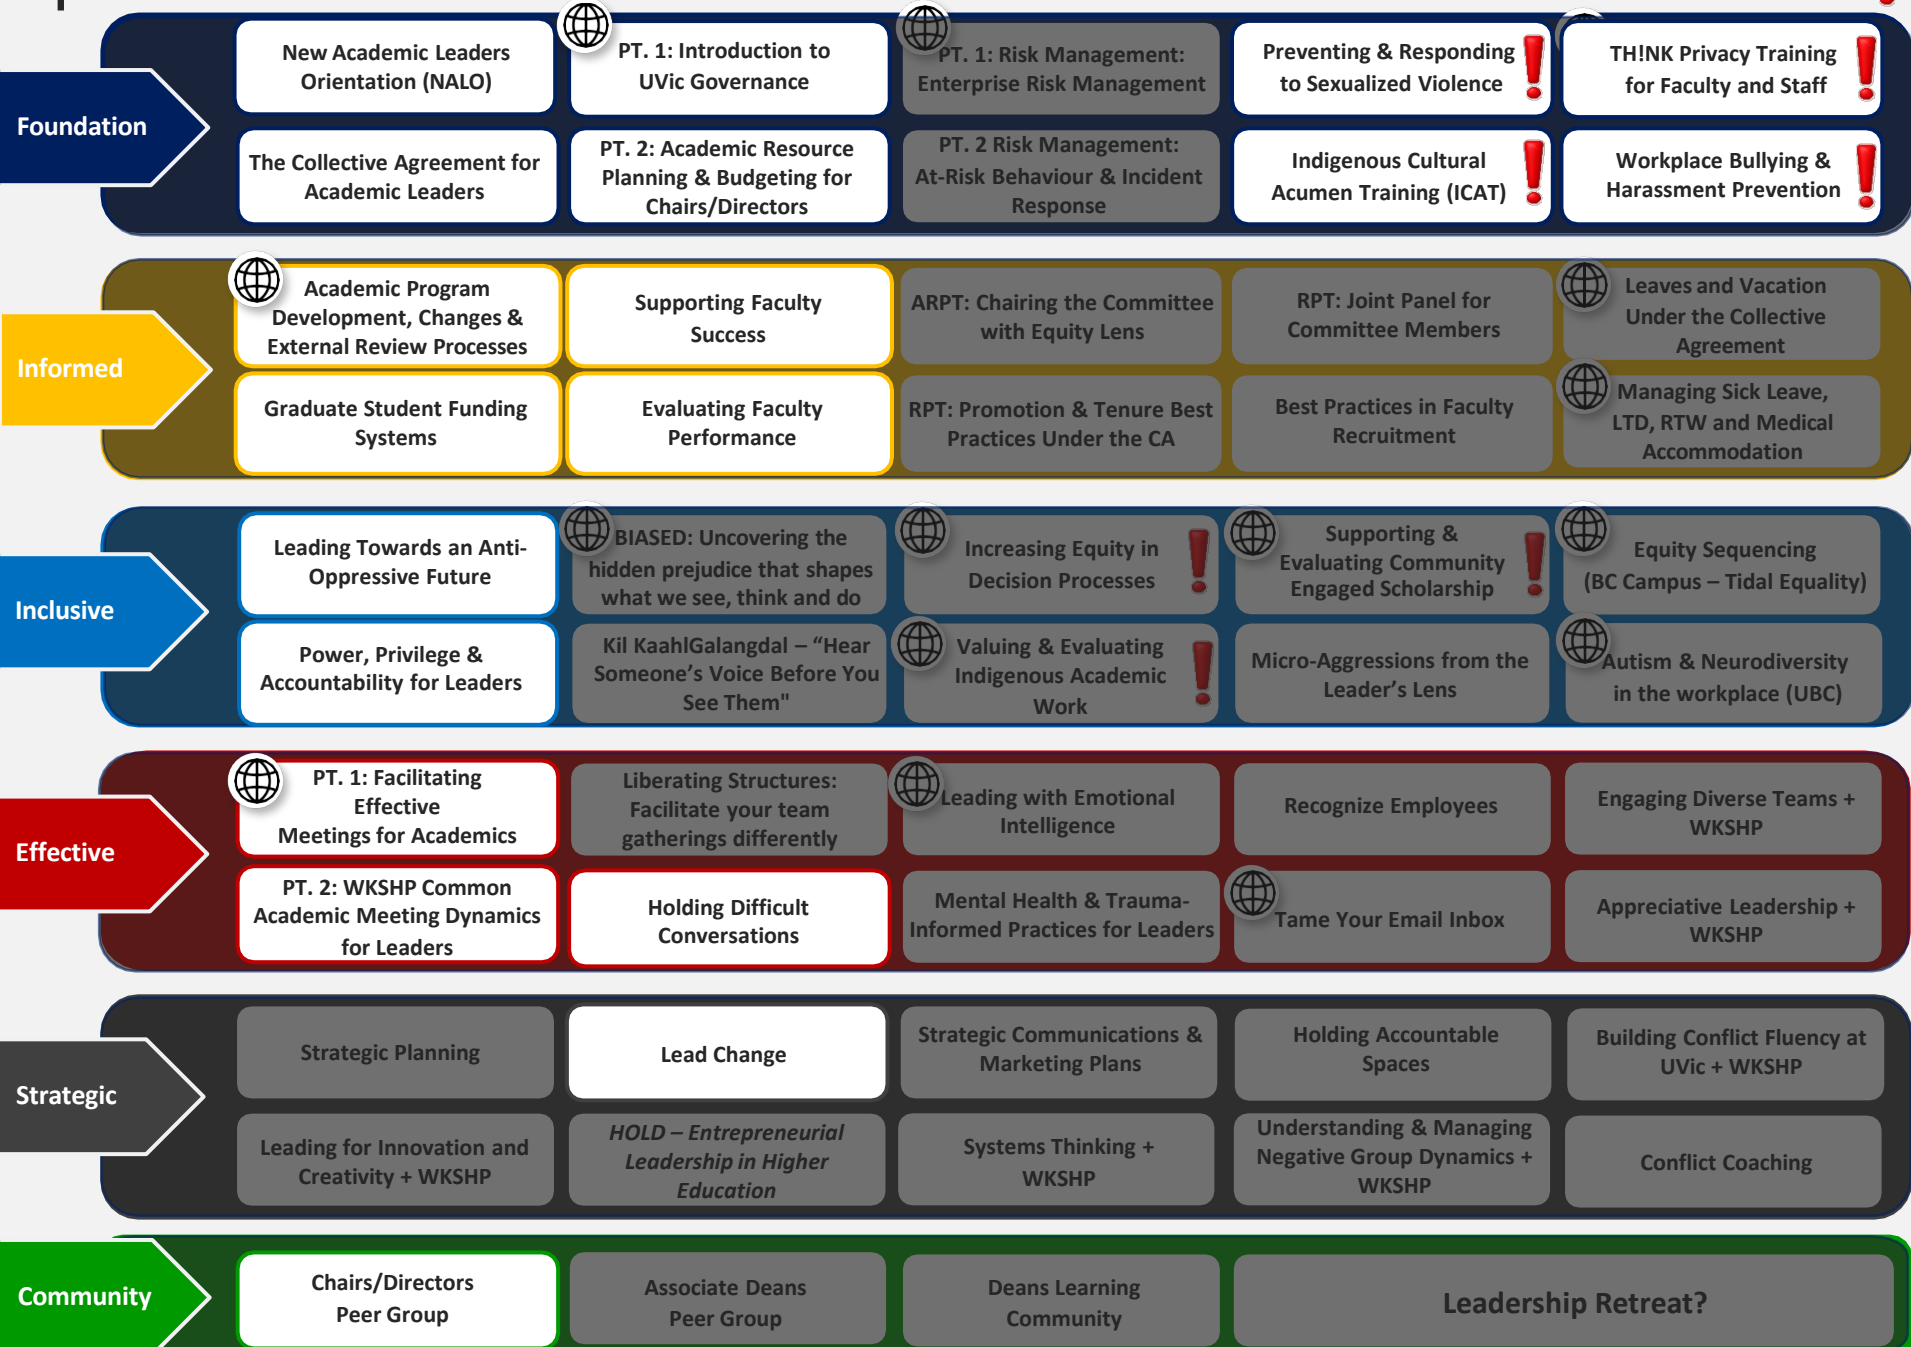 Foundation
New Academic Leaders
Orientation (NALO)
PT. 1: Introduction to
UVic Governance
PT. 1: Risk Management:
Enterprise Risk Management
Preventing & Responding
to Sexualized Violence
TH!NK Privacy Training
for Faculty and Staff
The Collective Agreement for
Academic Leaders
PT. 2: Academic Resource
Planning & Budgeting for
Chairs/Directors
PT. 2 Risk Management:
At-Risk Behaviour & Incident
Response
Indigenous Cultural
Acumen Training (ICAT)
Workplace Bullying &
Harassment Prevention
Informed
Academic Program
Development, Changes &
External Review Processes
Supporting Faculty
Success
ARPT: Chairing the Committee
with Equity Lens
RPT: Joint Panel for
Committee Members
Leaves and Vacation
Under the Collective
Agreement
Graduate Student Funding
Systems
Evaluating Faculty
Performance
RPT: Promotion & Tenure Best
Practices Under the CA
Best Practices in Faculty
Recruitment
Managing Sick Leave,
LTD, RTW and Medical
Accommodation
Inclusive
Leading Towards an Anti-
Oppressive Future
BIASED: Uncovering the
hidden prejudice that shapes
what we see, think and do
Increasing Equity in
Decision Processes
Supporting &
Evaluating Community
Engaged Scholarship
Equity Sequencing
(BC Campus – Tidal Equality)
Power, Privilege &
Accountability for Leaders
Kil KaahlGalangdal – “Hear
Someone’s Voice Before You
See Them"
Valuing & Evaluating
Indigenous Academic
Work
Micro-Aggressions from the
Leader’s Lens
Autism & Neurodiversity
in the workplace (UBC)
Effective
PT. 1: Facilitating
Effective
Meetings for Academics
Liberating Structures:
Facilitate your team
gatherings differently
Leading with Emotional
Intelligence
Recognize Employees
Engaging Diverse Teams +
WKSHP
PT. 2: WKSHP Common
Academic Meeting Dynamics
for Leaders
Holding Difficult
Conversations
Mental Health & Trauma-
Informed Practices for Leaders
Tame Your Email Inbox
Appreciative Leadership +
WKSHP
Strategic
Strategic Planning
Lead Change
Strategic Communications &
Marketing Plans
Holding Accountable
Spaces
Building Conflict Fluency at
UVic + WKSHP
Leading for Innovation and
Creativity + WKSHP
HOLD – Entrepreneurial
Leadership in Higher
Education
Systems Thinking +
WKSHP
Understanding & Managing
Negative Group Dynamics +
WKSHP
Conflict Coaching
Community
Chairs/Directors
Peer Group
Associate Deans
Peer Group
Deans Learning
Community
Leadership Retreat?